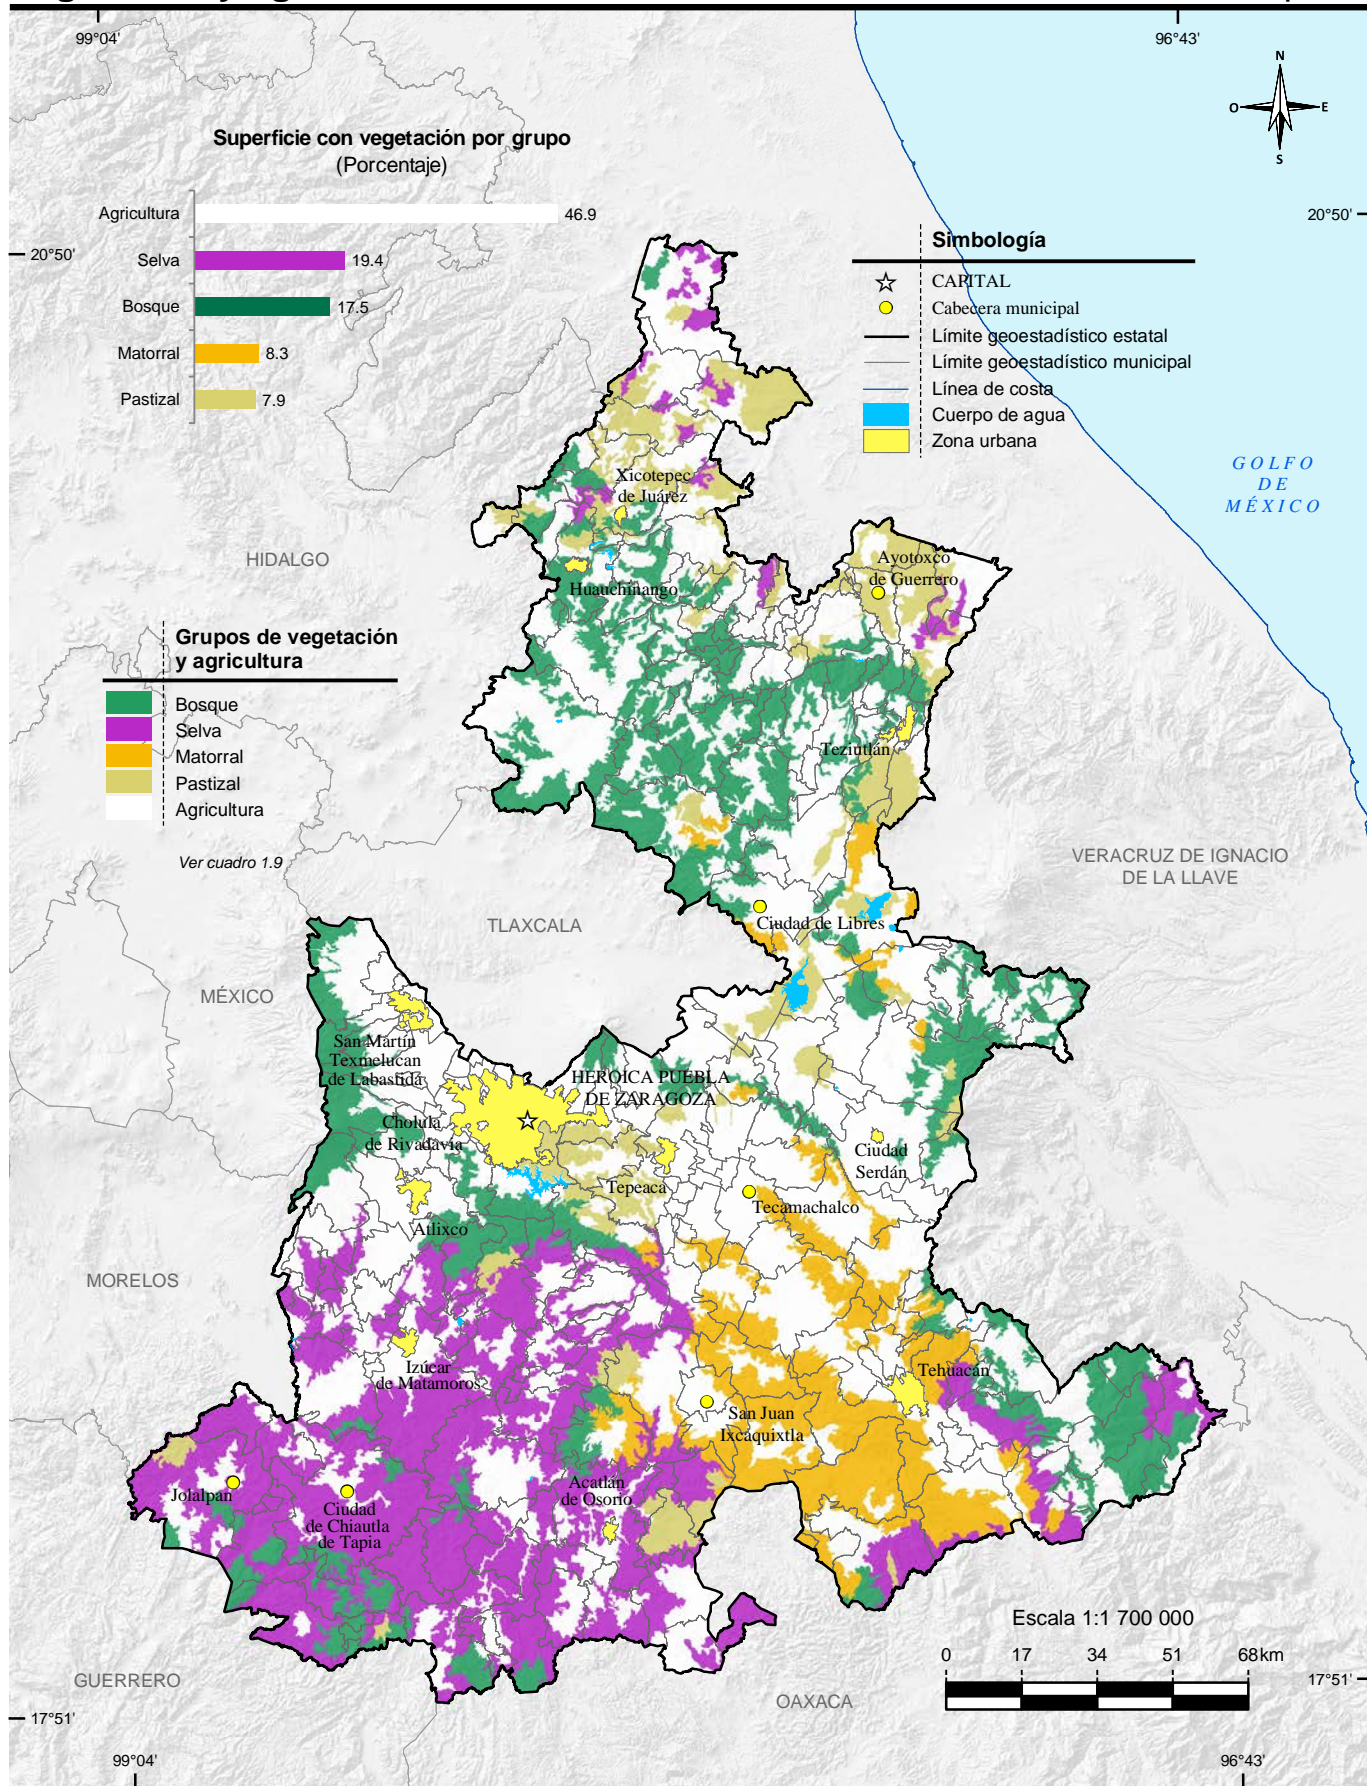 99°04'
96°43'
N
O
E
S
Superficie con vegetación por grupo
(Porcentaje)
Agricultura
46.9
Selva
19.4
Bosque
17.5
Matorral
8.3
Pastizal
7.9
20°50'
20°50'
Simbología
CAPITAL
Cabecera municipal
Límite geoestadístico estatal
Límite geoestadístico municipal
Línea de costa
Cuerpo de agua
Zona urbana
GOLFO
DE
MÉXICO
Xicotepec
de Juárez
HIDALGO
Huauchinango
Ayotoxco
de Guerrero
Grupos de vegetación
y agricultura
Bosque
Selva
Matorral
Pastizal
Agricultura
Ver cuadro 1.9
Teziutlán
VERACRUZ DE IGNACIO
DE LA LLAVE
TLAXCALA
Ciudad de Libres
MÉXICO
San Martín
Texmelucan
de Labastida
HEROICA PUEBLA
DE ZARAGOZA
Cholula
de Rivadavia
Ciudad
Serdán
Tepeaca
Tecamachalco
Atlixco
MORELOS
Izúcar
de Matamoros
Tehuacán
San Juan
Ixcaquixtla
Jolalpan
Ciudad
de Chiautla
de Tapia
Acatlán
de Osorio
GUERRERO
OAXACA
Escala 1:1 700 000
0 17 34 51 68km
17°51'
17°51'
99°04'
96°43'